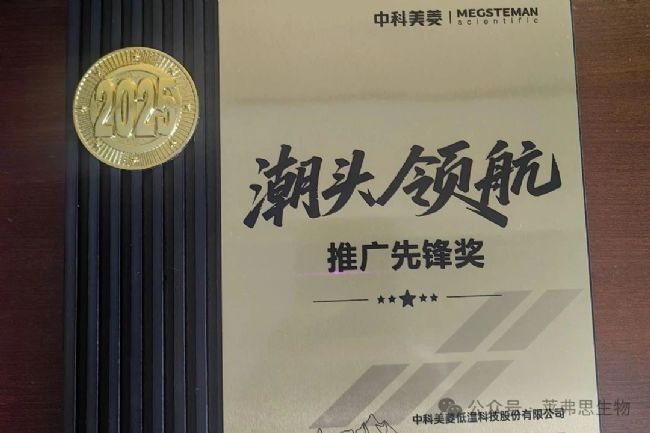 中科美菱 | MEGSTEMAN
scientific
2025
潮头领航
推广先锋奖
中科美菱低温科技股份有限公司
公众号 · 莱弗思生物